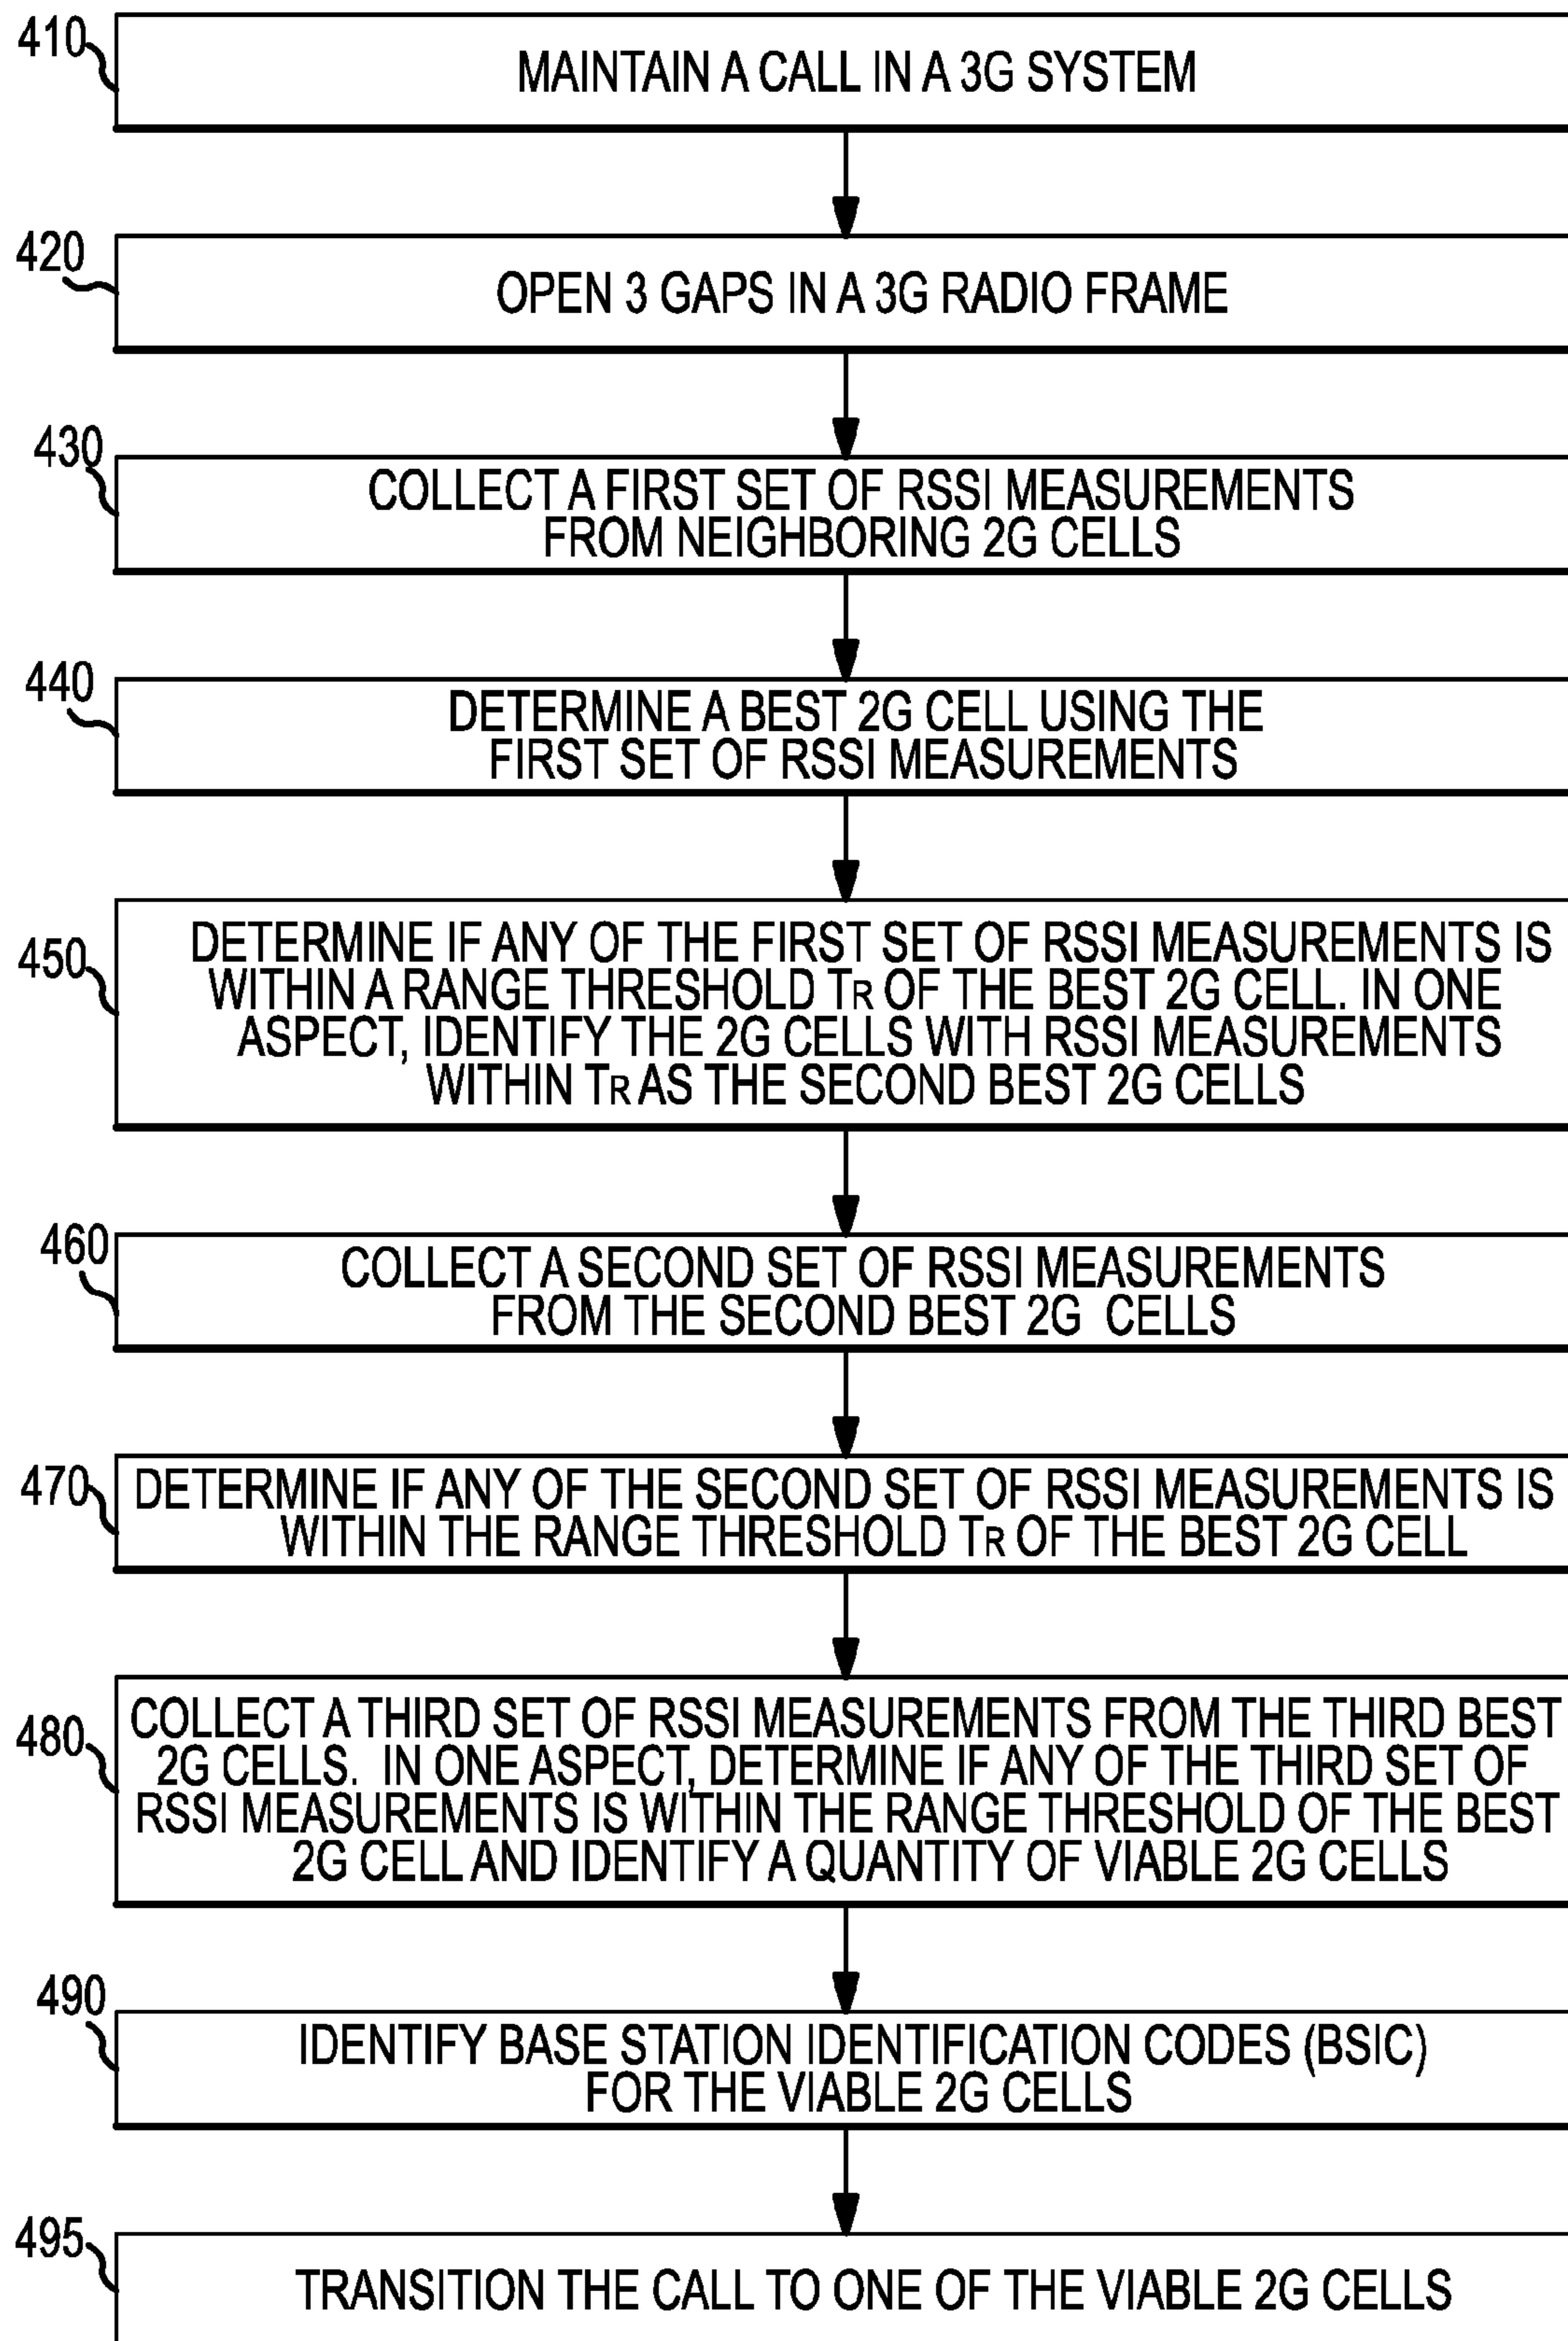 410
MAINTAIN A CALL IN A 3G SYSTEM
420
OPEN 3 GAPS IN A 3G RADIO FRAME
430
COLLECT A FIRST SET OF RSSI MEASUREMENTS
FROM NEIGHBORING 2G CELLS
440
DETERMINE A BEST 2G CELL USING THE
FIRST SET OF RSSI MEASUREMENTS
450
DETERMINE IF ANY OF THE FIRST SET OF RSSI MEASUREMENTS IS
WITHIN A RANGE THRESHOLD TR OF THE BEST 2G CELL. IN ONE
ASPECT, IDENTIFY THE 2G CELLS WITH RSSI MEASUREMENTS
WITHIN TR AS THE SECOND BEST 2G CELLS
460
COLLECT A SECOND SET OF RSSI MEASUREMENTS
FROM THE SECOND BEST 2G CELLS
470
DETERMINE IF ANY OF THE SECOND SET OF RSSI MEASUREMENTS IS
WITHIN THE RANGE THRESHOLD TR OF THE BEST 2G CELL
480
COLLECT A THIRD SET OF RSSI MEASUREMENTS FROM THE THIRD BEST
2G CELLS. IN ONE ASPECT, DETERMINE IF ANY OF THE THIRD SET OF
RSSI MEASUREMENTS IS WITHIN THE RANGE THRESHOLD OF THE BEST
2G CELL AND IDENTIFY A QUANTITY OF VIABLE 2G CELLS
490
IDENTIFY BASE STATION IDENTIFICATION CODES (BSIC)
FOR THE VIABLE 2G CELLS
495
TRANSITION THE CALL TO ONE OF THE VIABLE 2G CELLS